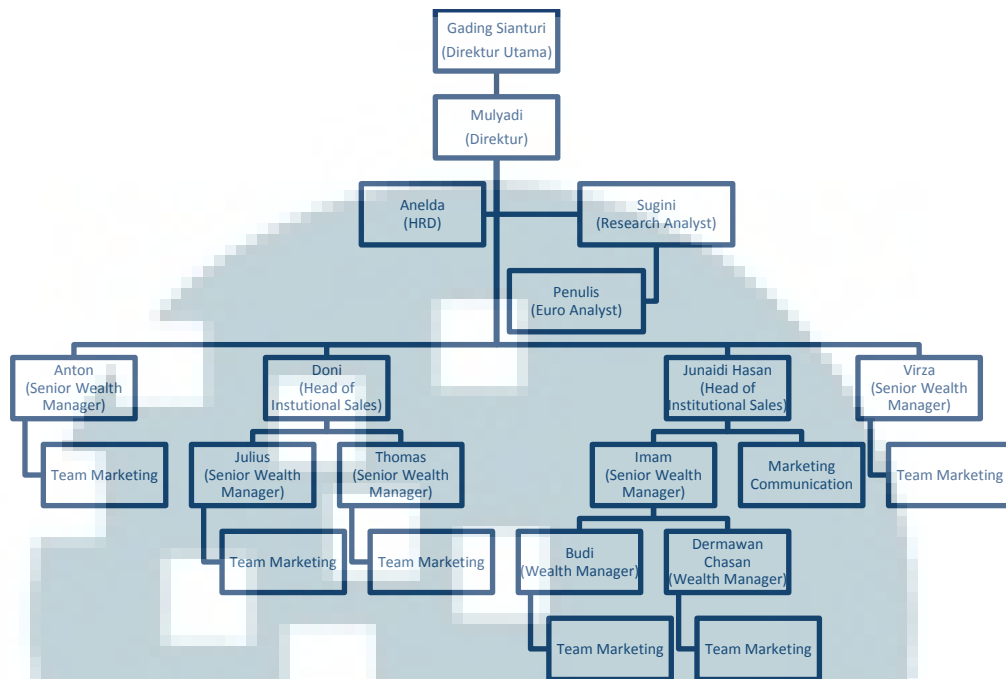 Gading Sianturi
(Direktur Utama)
Mulyadi
(Direktur)
Anelda
(HRD)
Sugini
(Research Analyst)
Penulis
(Euro Analyst)
Anton
(Senior Wealth
Manager)
Doni
(Head of
Instutional Sales)
Junaidi Hasan
(Head of
Institutional Sales)
Virza
(Senior Wealth
Manager)
Team Marketing
Julius
(Senior Wealth
Manager)
Thomas
(Senior Wealth
Manager)
Imam
(Senior Wealth
Manager)
Marketing
Communication
Team Marketing
Team Marketing
Team Marketing
Budi
(Wealth Manager)
Dermawan
Chasan
(Wealth Manager)
Team Marketing
Team Marketing